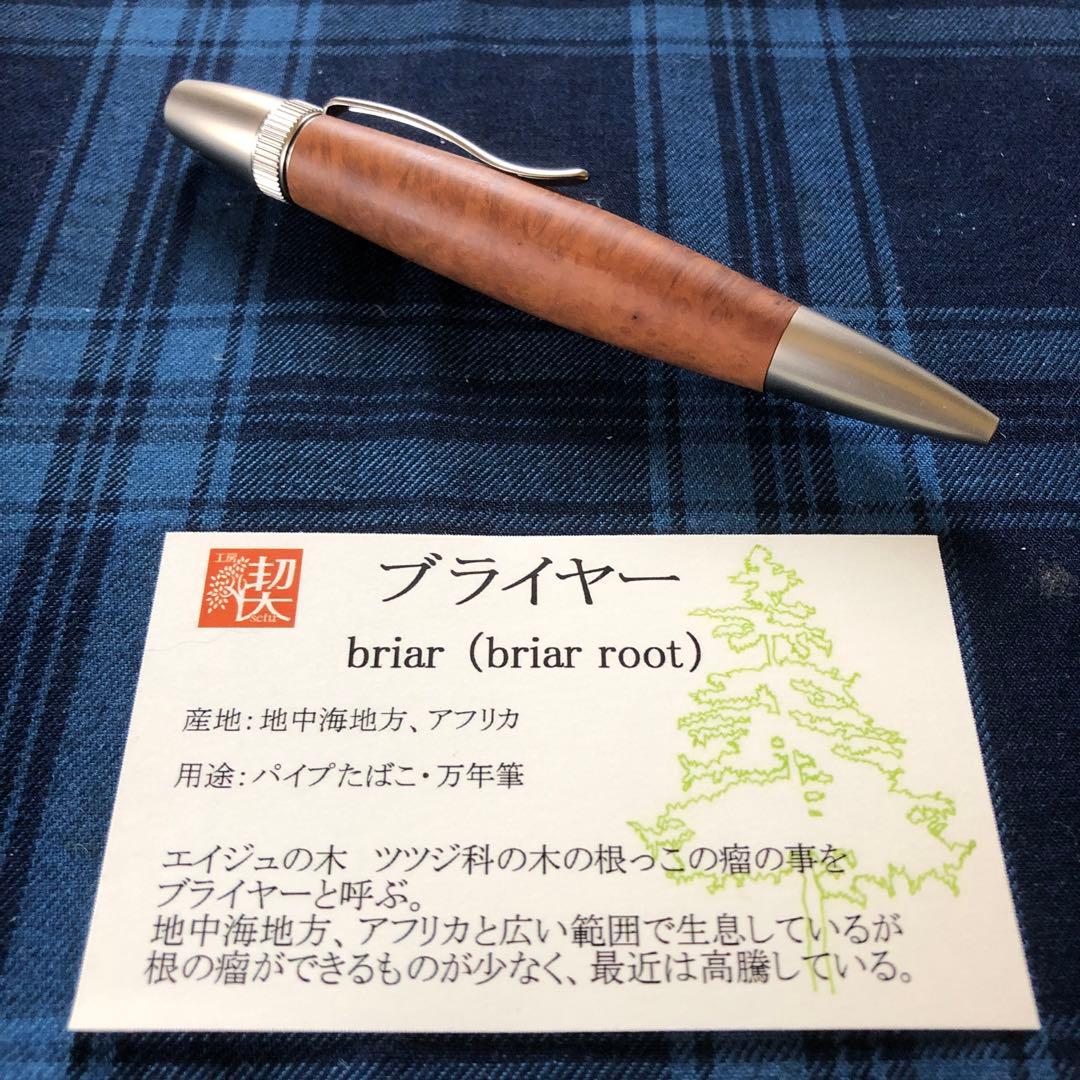 工房
契
setu
ブライヤー
briar (briar root)
産地：地中海地方、アフリカ
用途：パイプたばこ・万年筆
エイジュの木 ツツジ科の木の根っこの瘤の事を
ブライヤーと呼ぶ。
地中海地方、アフリカと広い範囲で生息しているが
根の瘤ができるものが少なく、最近は高騰している。